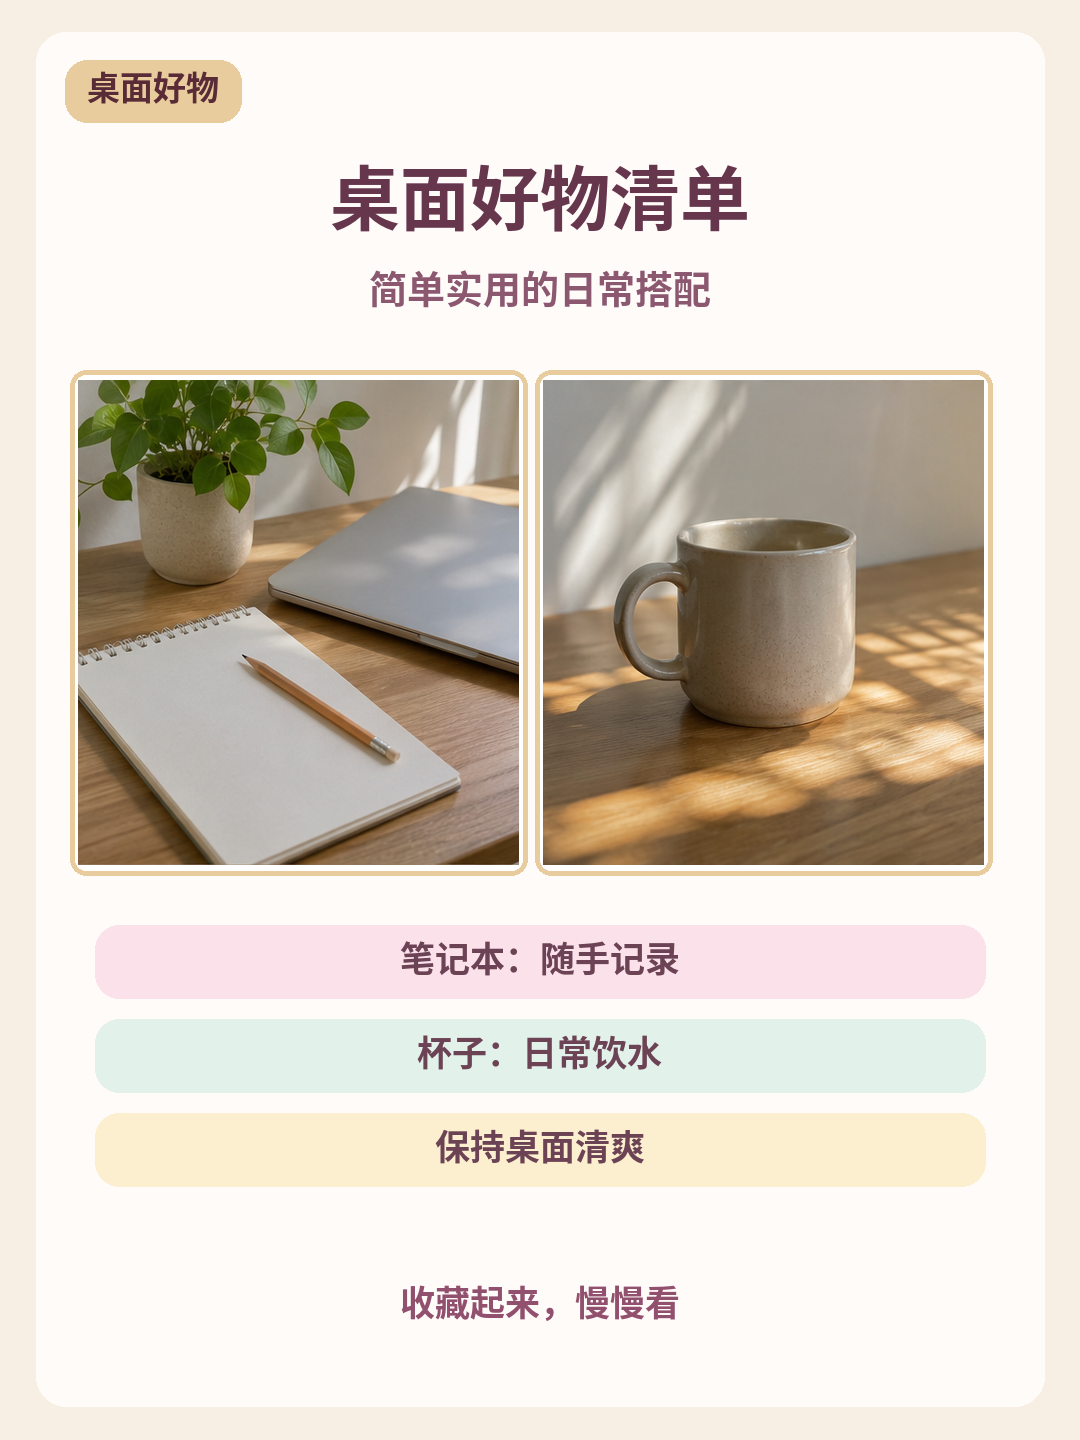 桌面好物
桌面好物清单
简单实用的日常搭配
笔记本：随手记录
杯子：日常饮水
保持桌面清爽
收藏起来，慢慢看